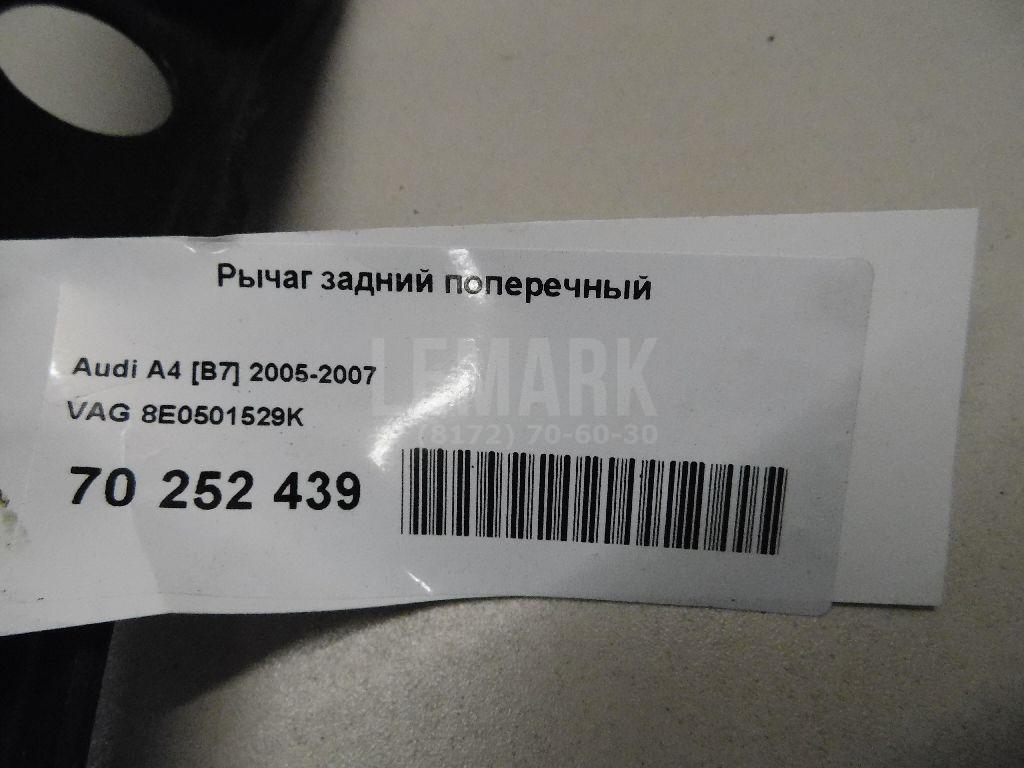 Рычаг задний поперечный
LEMARK
Audi A4 [B7] 2005-2007
VAG 8E0501529K
(8172) 70-60-30
70 252 439